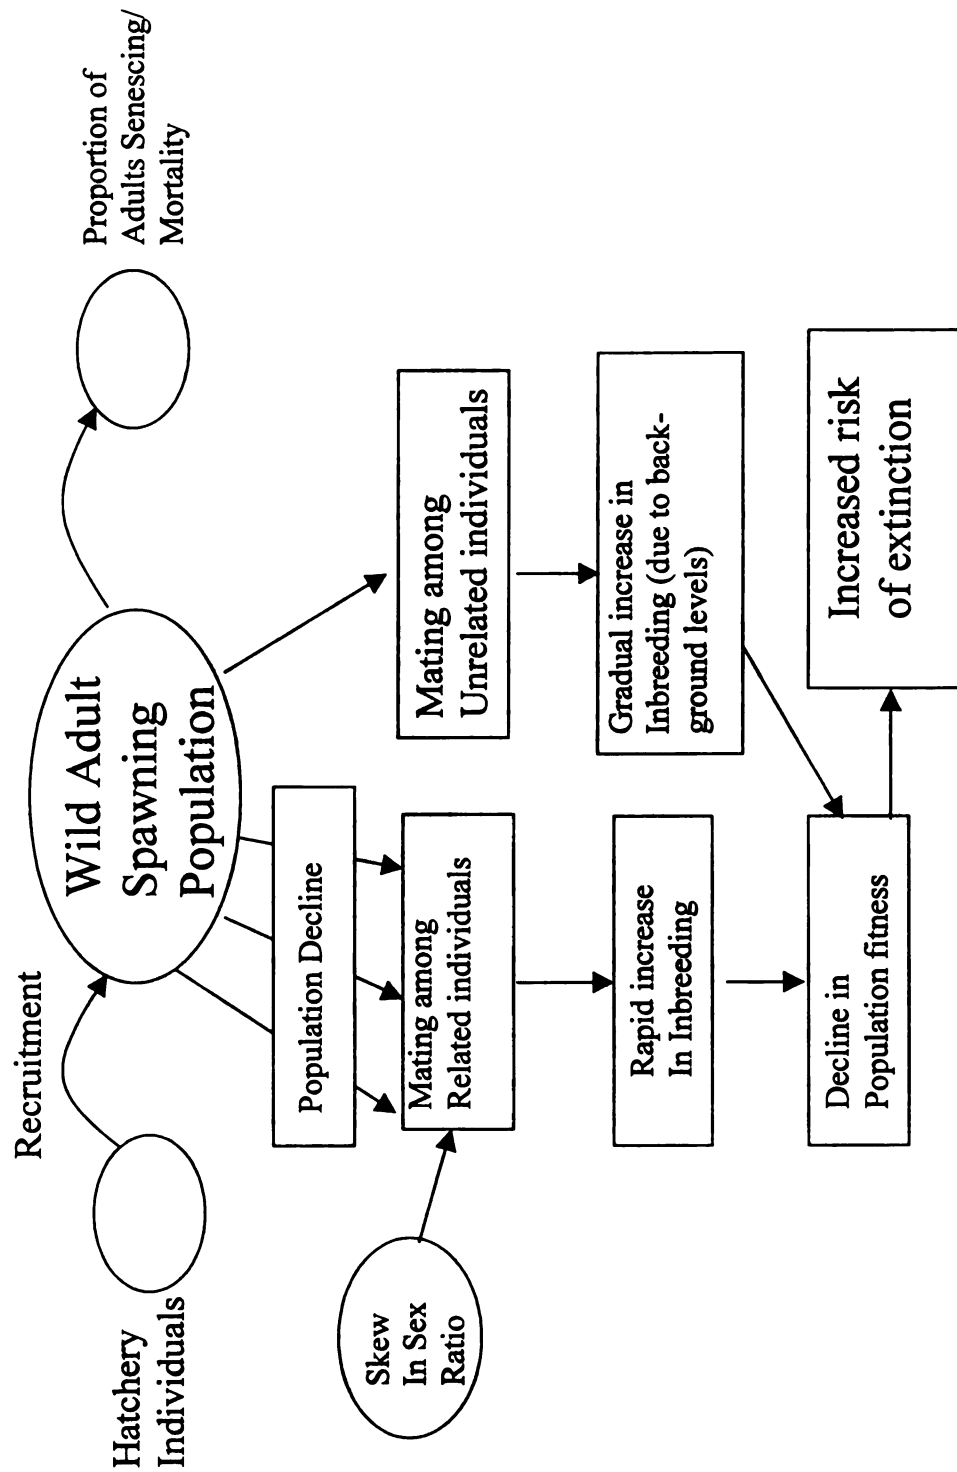 Recruitment
Hatchery
Individuals
Wild Adult
Spawning
Population
Proportion of
Adults Senescing/
Mortality
Population Decline
Skew
In Sex
Ratio
Mating among
Related individuals
Mating among
Unrelated individuals
Rapid increase
In Inbreeding
Gradual increase in
Inbreeding (due to back-
ground levels)
Decline in
Population fitness
Increased risk
of extinction